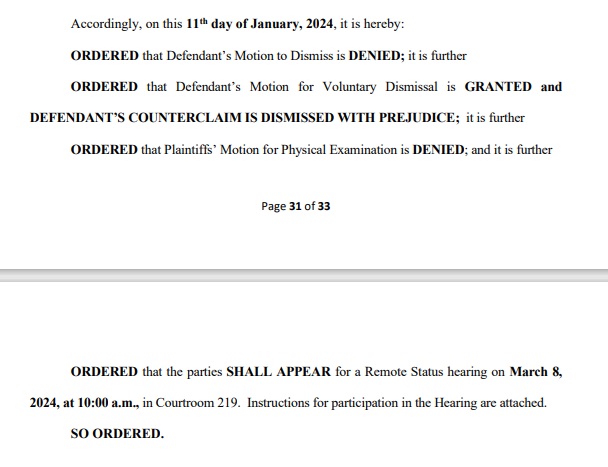 Accordingly, on this 11th day of January, 2024, it is hereby:
ORDERED that Defendant’s Motion to Dismiss is DENIED; it is further
ORDERED that Defendant’s Motion for Voluntary Dismissal is GRANTED and
DEFENDANT’S COUNTERCLAIM IS DISMISSED WITH PREJUDICE; it is further
ORDERED that Plaintiffs’ Motion for Physical Examination is DENIED; and it is further
Page 31 of 33
ORDERED that the parties SHALL APPEAR for a Remote Status hearing on March 8,
2024, at 10:00 a.m., in Courtroom 219. Instructions for participation in the Hearing are attached.
SO ORDERED.